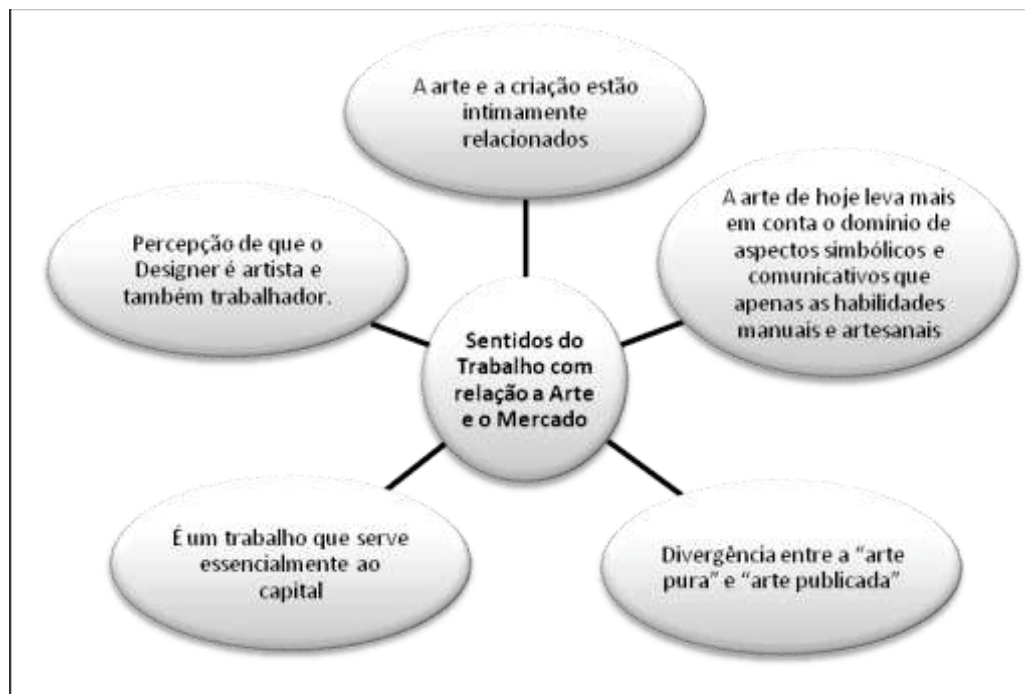 A arte e a criação estão
intimamente
relacionados
A arte de hoje leva mais
em conta o domínio de
aspectos simbólicos e
comunicativos que
apenas as habilidades
manuais e artesanais
Percepção de que o
Designer é artista e
também trabalhador.
Sentidos do
Trabalho com
relação a Arte
e o Mercado
É um trabalho que serve
essencialmente ao
capital
Divergência entre a “arte
pura” e “arte publicada”